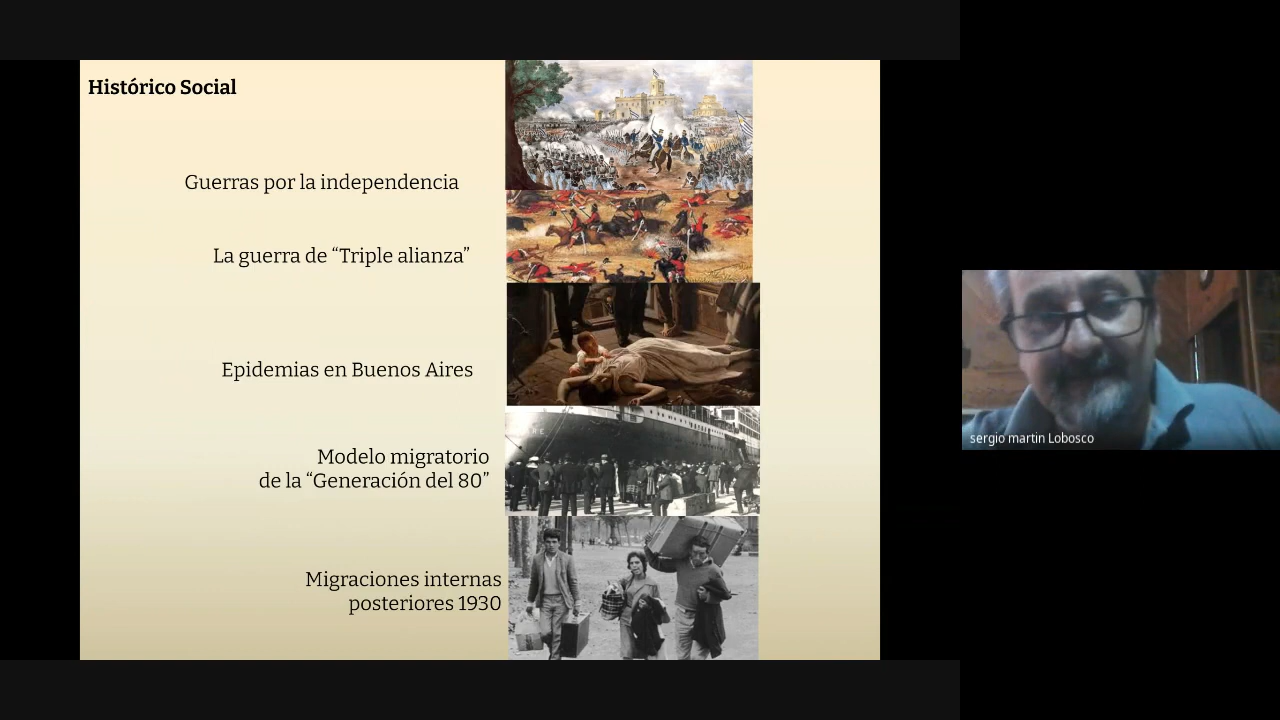 Histórico Social
Guerras por la independencia
La guerra de “Triple alianza”
Epidemias en Buenos Aires
Modelo migratorio
de la “Generación del 80”
Migraciones internas
posteriores 1930
sergio martin Lobosco